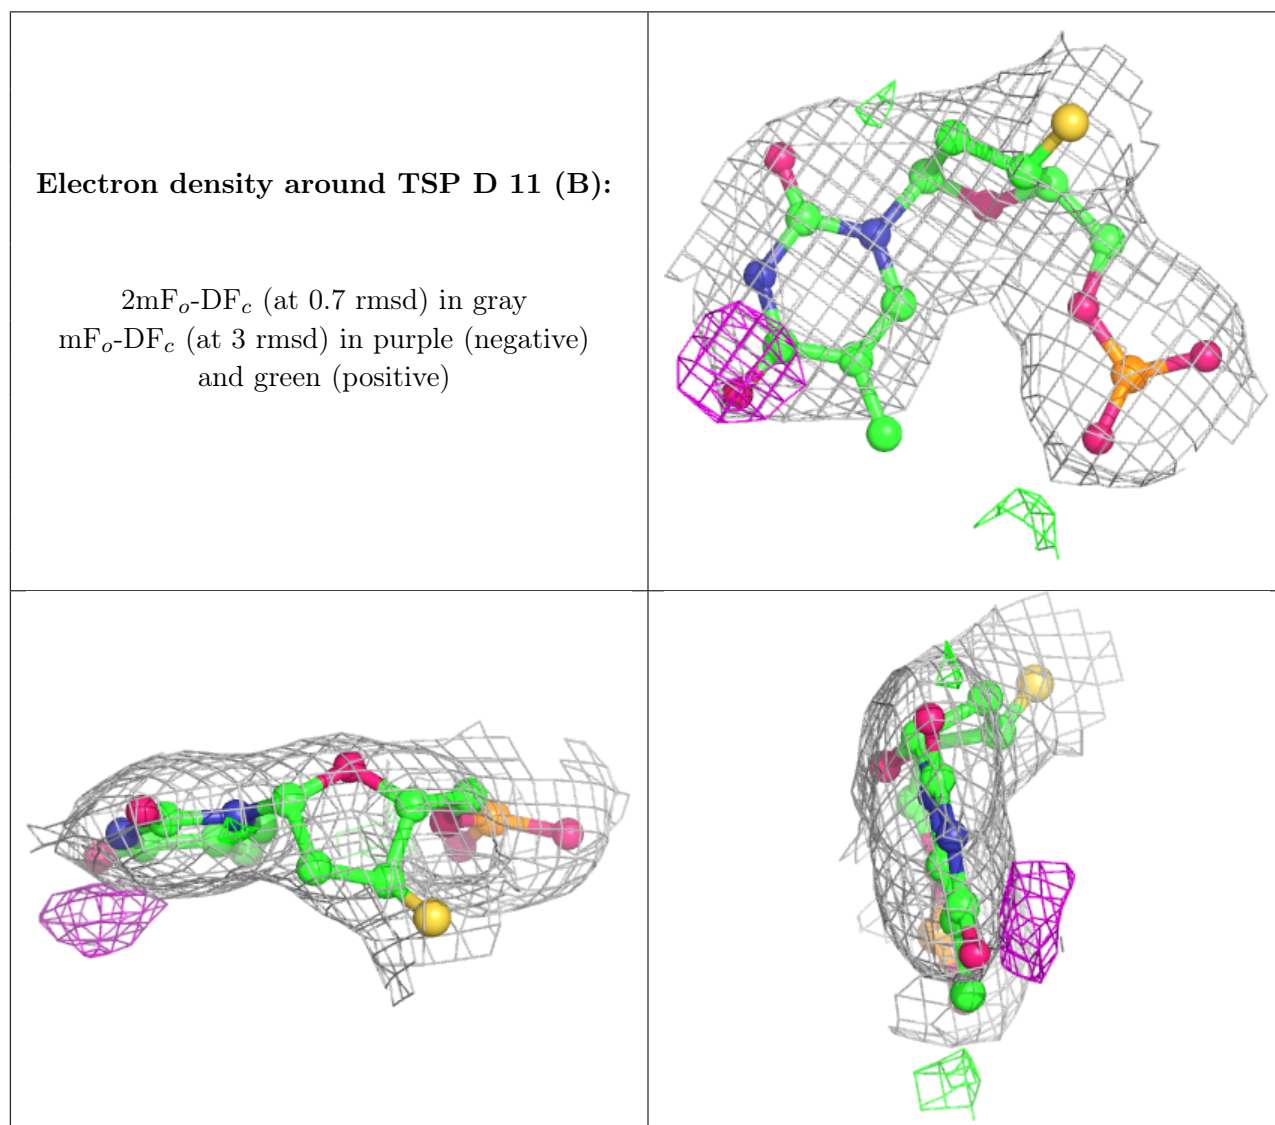 Electron density around TSP D 11 (B):
2mFₒ-DF𝑐 (at 0.7 rmsd) in gray
mFₒ-DF𝑐 (at 3 rmsd) in purple (negative)
and green (positive)